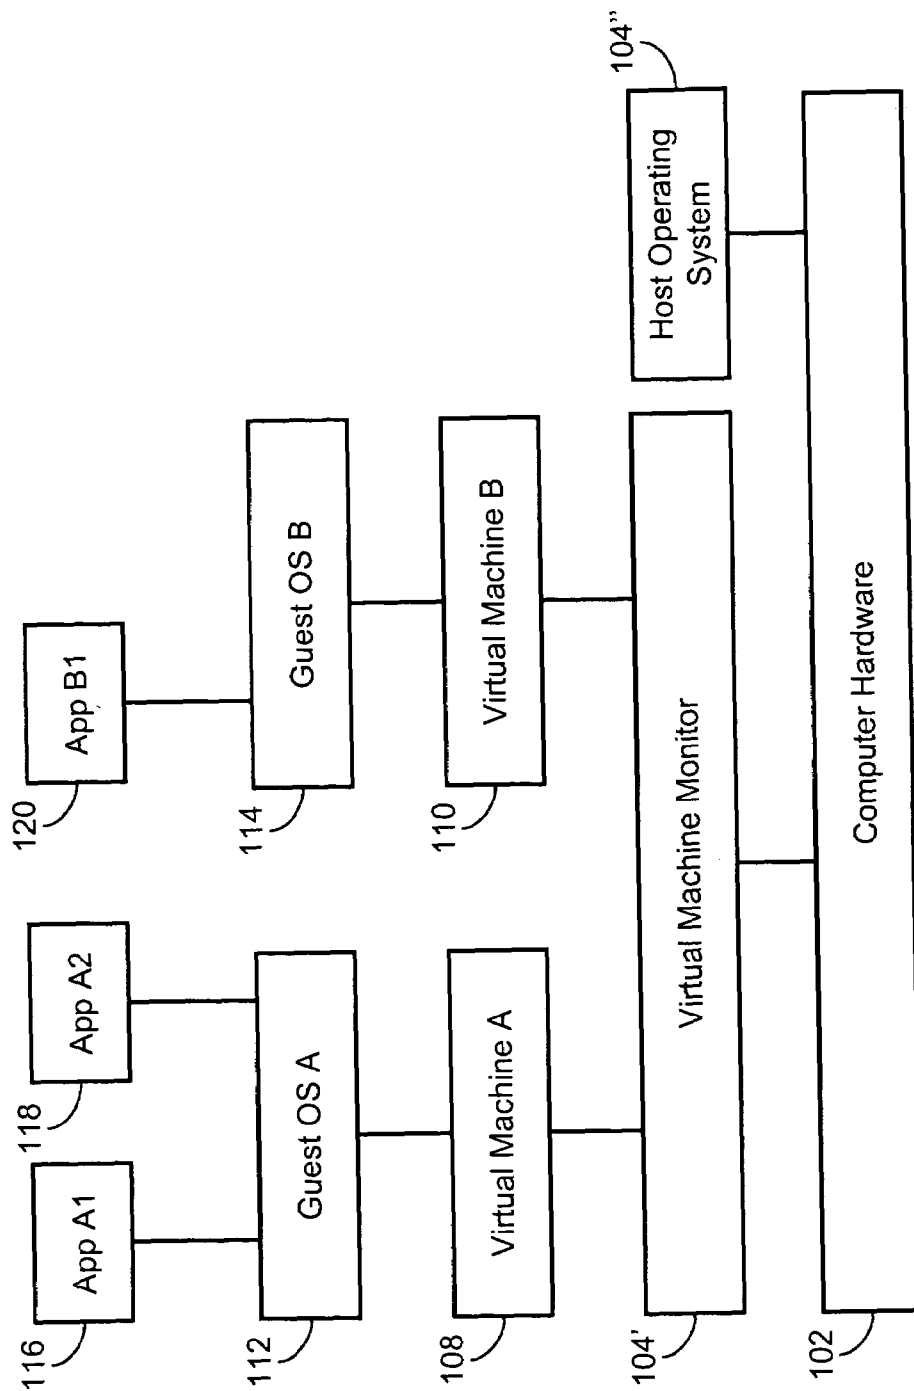 116
App A1
118
App A2
120
App B1
112
Guest OS A
114
Guest OS B
108
Virtual Machine A
110
Virtual Machine B
104'
Virtual Machine Monitor
Host Operating
System
104"
102
Computer Hardware